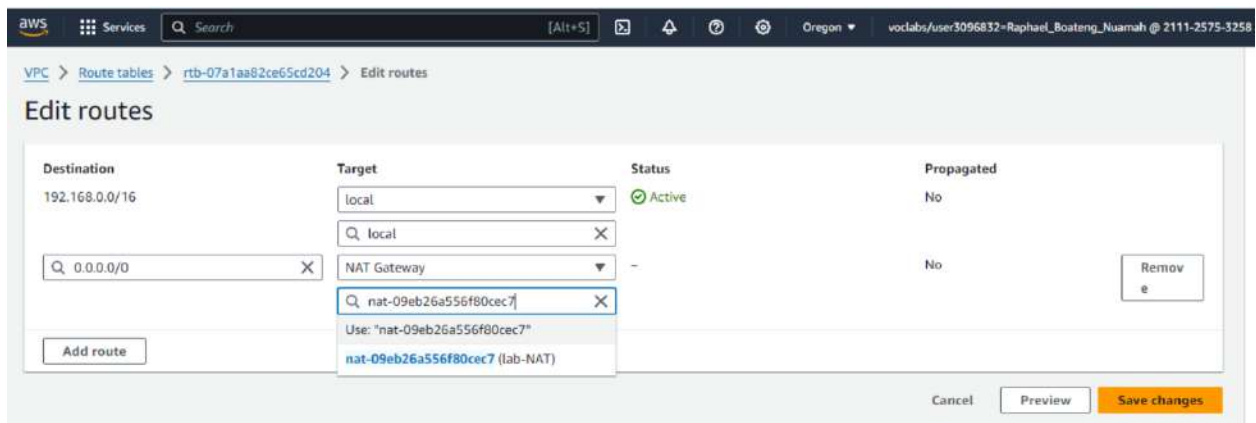 aws Services Search [Alt+S] Oregon voclabs/user3096832=Raphael_Boateng_Nuamah @ 2111-2575-3258
VPC > Route tables > rtb-07a1aa82ce65cd204 > Edit routes
Edit routes
Destination Target Status Propagated
192.168.0.0/16 local Active No
local
0.0.0.0/0 NAT Gateway – No Remov
e
nat-09eb26a556f80cec7
Use: "nat-09eb26a556f80cec7"
Add route
nat-09eb26a556f80cec7 (lab-NAT)
Cancel Preview Save changes